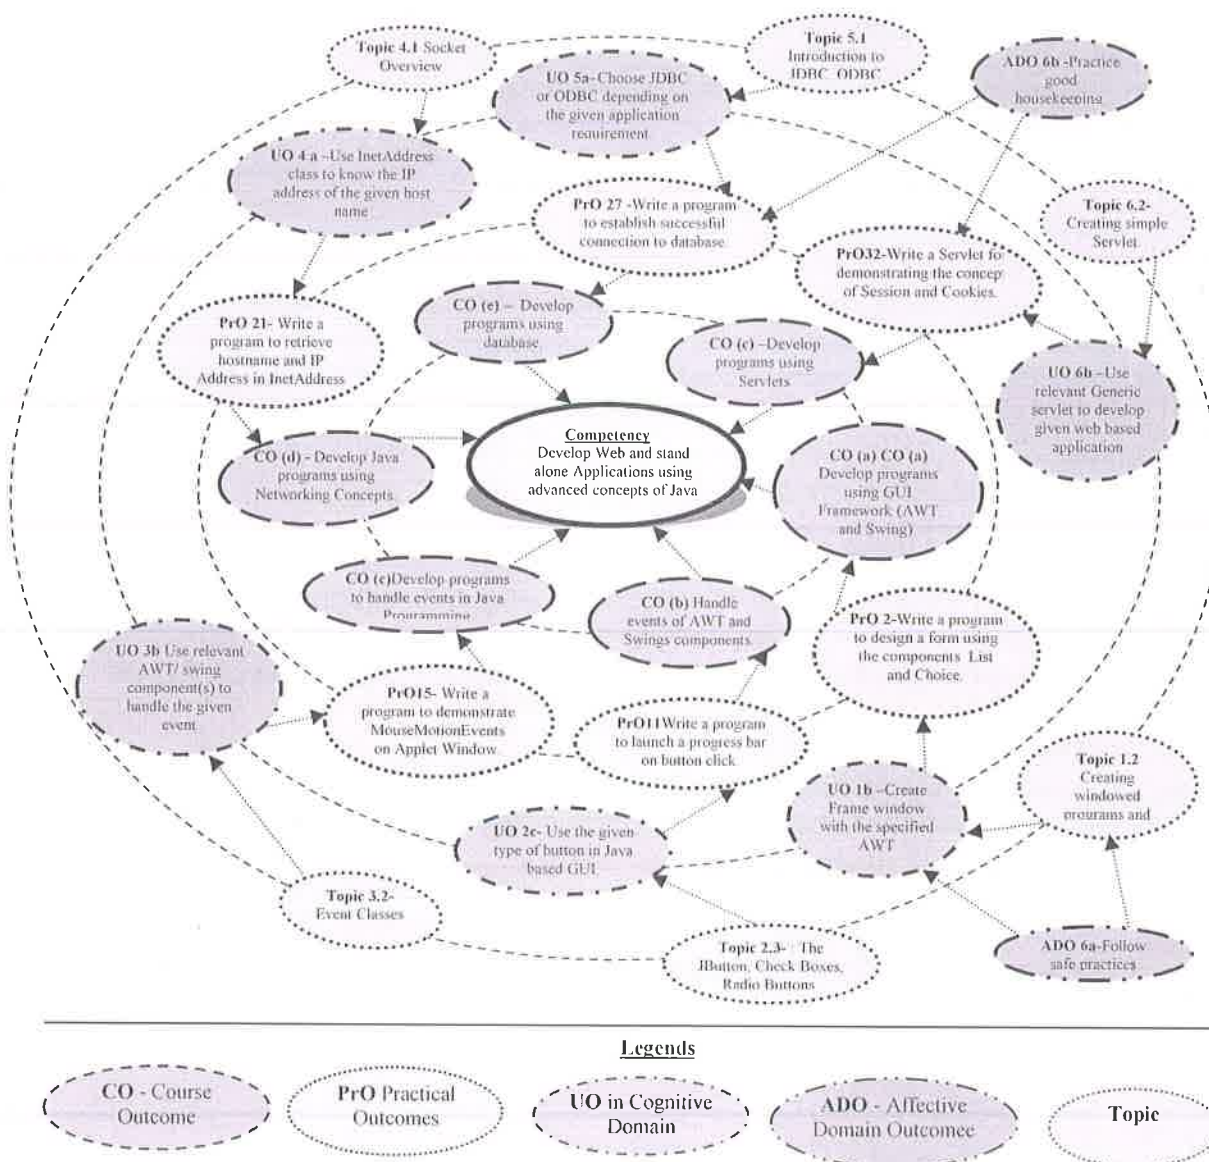 Topic 4.1 Socket
Overview
Topic 5.1
Introduction to
JDBC, ODBC
ADO 6b -Practice
good
housekeeping
UO 5a-Choose JDBC
or ODBC depending on
the given application
requirement
UO 4 a –Use InetAddress
class to know the IP
address of the given host
name
PrO 27 -Write a program
to establish successful
connection to database.
Topic 6.2-
Creating simple
Servlet.
PrO32-Write a Servlet fo
demonstrating the concep
of Session and Cookies.
PrO 21- Write a
program to retrieve
hostname and IP
Address in InetAddress
CO (e) – Develop
programs using
database.
CO (c) –Develop
programs using
Servlets
UO 6b –Use
relevant Generic
servlet to develop
given web based
application
Competency
Develop Web and stand
alone Applications using
advanced concepts of Java
CO (d) - Develop Java
programs using
Networking Concepts.
CO (a) CO (a)
Develop programs
using GUI
Framework (AWT
and Swing)
CO (c)Develop programs
to handle events in Java
Programming
CO (b) Handle
events of AWT and
Swings components.
PrO 2-Write a program
to design a form using
the components List
and Choice.
UO 3b Use relevant
AWT/ swing
component(s) to
handle the given
event.
PrO15- Write a
program to demonstrate
MouseMotionEvents
on Applet Window.
PrO11Write a program
to launch a progress bar
on button click.
Topic 1.2
Creating
windowed
programs and
UO 1b –Create
Frame window
with the specified
AWT
UO 2c- Use the given
type of button in Java
based GUI.
Topic 3.2-
Event Classes
Topic 2.3- : The
JButton, Check Boxes,
Radio Buttons
ADO 6a-Follow
safe practices
Legends
CO - Course
Outcome
PrO Practical
Outcomes
UO in Cognitive
Domain
ADO - Affective
Domain Outcomee
Topic